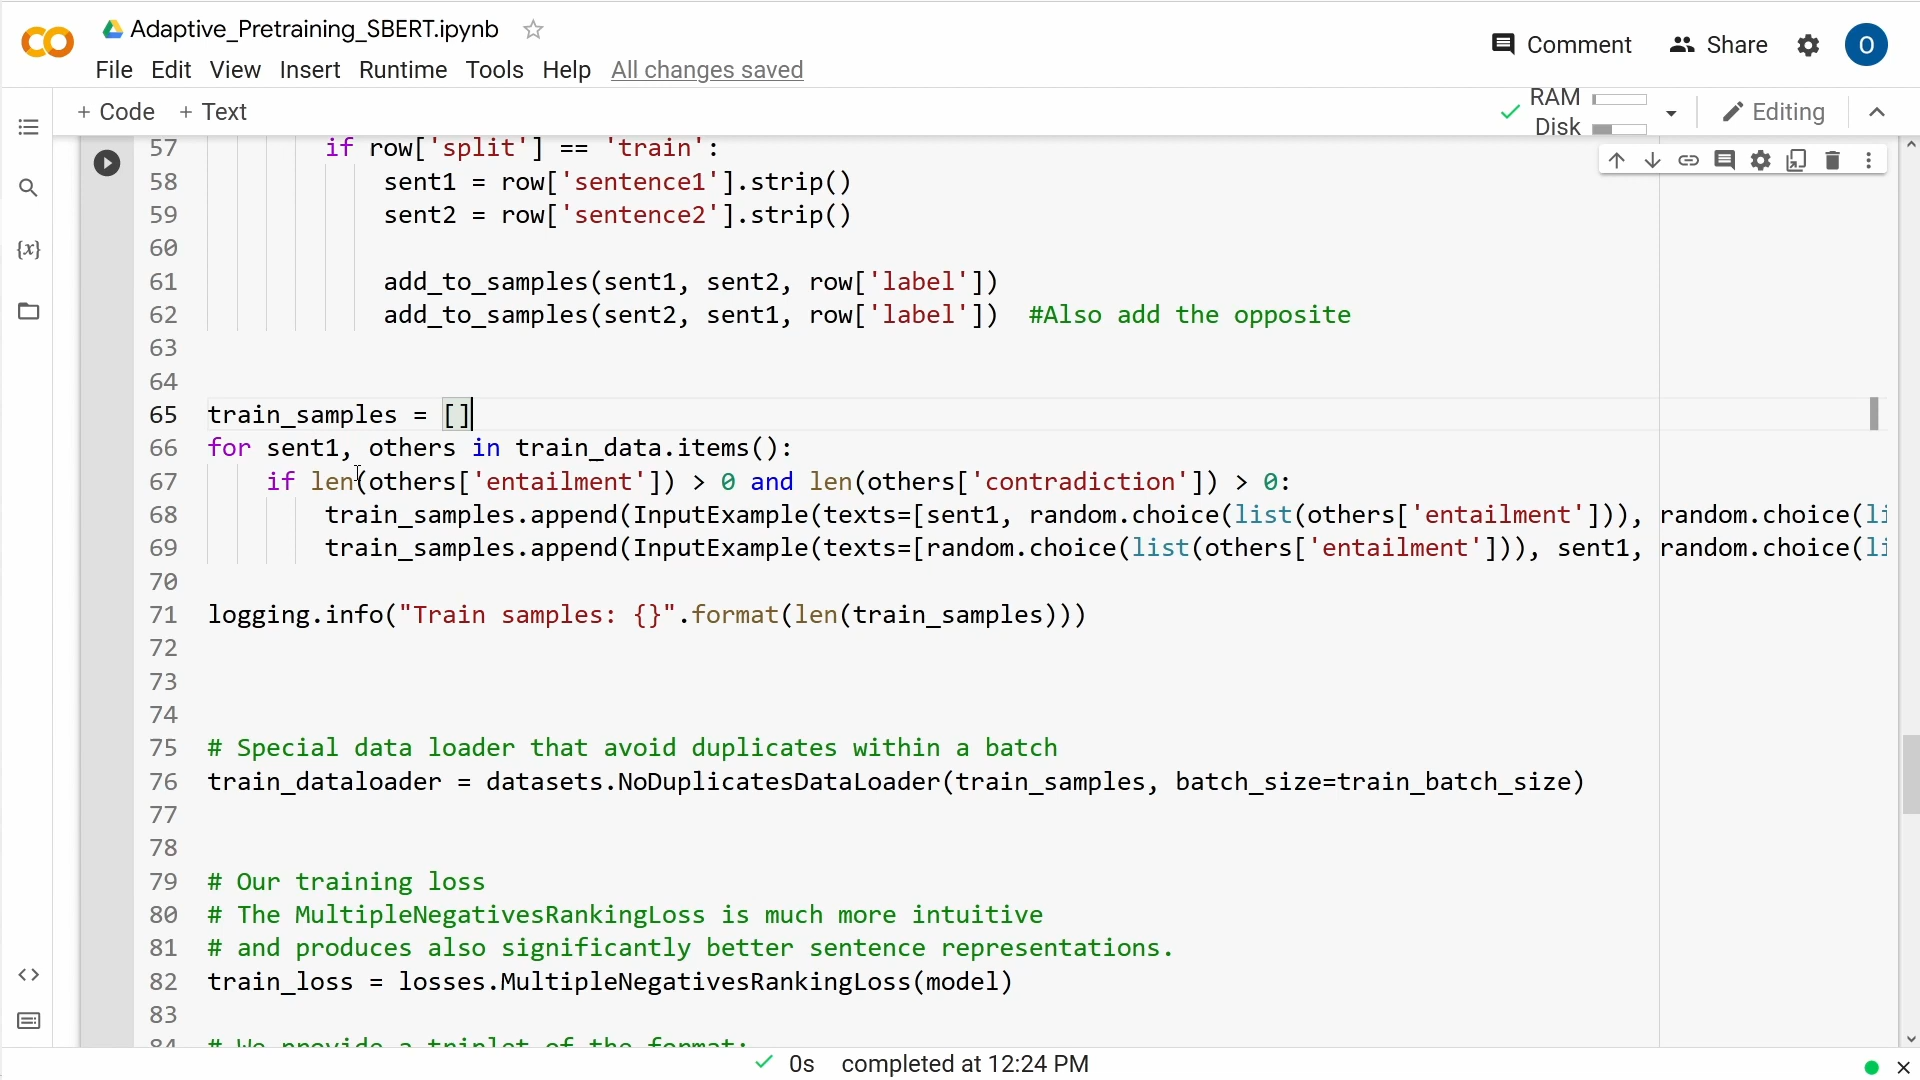 Adaptive_Pretraining_SBERT.ipynb
File Edit View Insert Runtime Tools Help All changes saved
Comment Share O
+ Code + Text
RAM
Disk
Editing
57 if row['split'] == 'train':
58 sent1 = row['sentence1'].strip()
59 sent2 = row['sentence2'].strip()
60
61 add_to_samples(sent1, sent2, row['label'])
62 add_to_samples(sent2, sent1, row['label']) #Also add the opposite
63
64
65 train_samples = []
66 for sent1, others in train_data.items():
67 if len(others['entailment']) > 0 and len(others['contradiction']) > 0:
68 train_samples.append(InputExample(texts=[sent1, random.choice(list(others['entailment'])), random.choice(li
69 train_samples.append(InputExample(texts=[random.choice(list(others['entailment'])), sent1, random.choice(li
70
71 logging.info("Train samples: {}".format(len(train_samples)))
72
73
74
75 # Special data loader that avoid duplicates within a batch
76 train_dataloader = datasets.NoDuplicatesDataLoader(train_samples, batch_size=train_batch_size)
77
78
79 # Our training loss
80 # The MultipleNegativesRankingLoss is much more intuitive
81 # and produces also significantly better sentence representations.
82 train_loss = losses.MultipleNegativesRankingLoss(model)
83
84 # We provide a triplet of the format:
0s completed at 12:24 PM